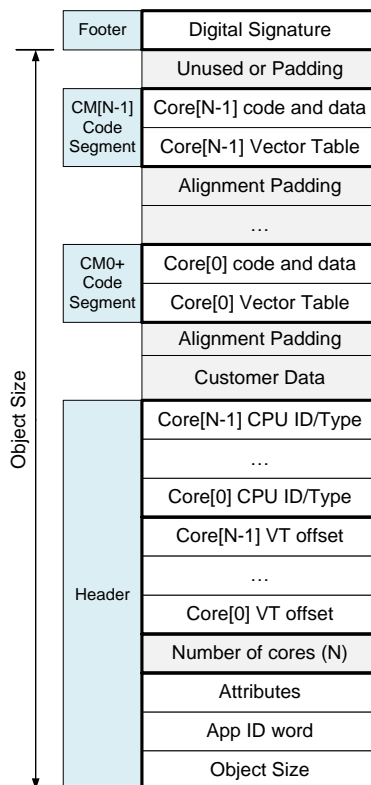 Footer
Digital Signature
Unused or Padding
CM[N-1]
Code
Segment
Core[N-1] code and data
Core[N-1] Vector Table
Alignment Padding
…
CM0+
Code
Segment
Core[0] code and data
Core[0] Vector Table
Alignment Padding
Customer Data
Object Size
Header
Core[N-1] CPU ID/Type
…
Core[0] CPU ID/Type
Core[N-1] VT offset
…
Core[0] VT offset
Number of cores (N)
Attributes
App ID word
Object Size